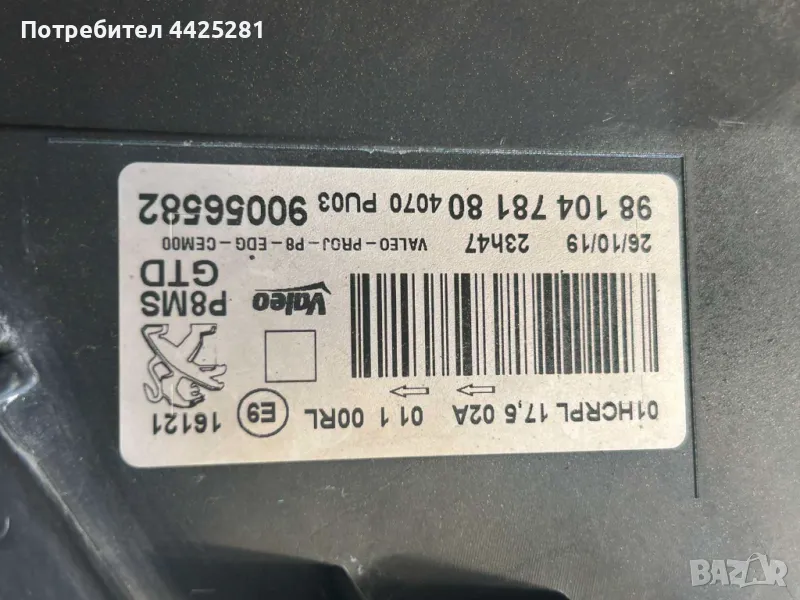 Потребител 4425281
01HCRPL 17,5 02A 01 1 00RL E9 16121
Valeo
P8MS
GTD
26/10/19 23h47 VALEO-PROJ-P8-EDG-CEM00
98 104 781 80 4070 PU03 90056582
BAZAR